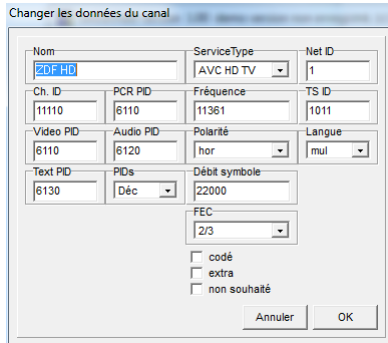 Changer les données du canal
Nom ServiceType Net ID
ZDF HD AVC HD TV 1
Ch. ID PCR PID Fréquence TS ID
11110 6110 11361 1011
Video PID Audio PID Polarité Langue
6110 6120 hor mul
Text PID PIDs Débit symbole
6130 Déc 22000
FEC
2/3
codé
extra
non souhaité
Annuler OK